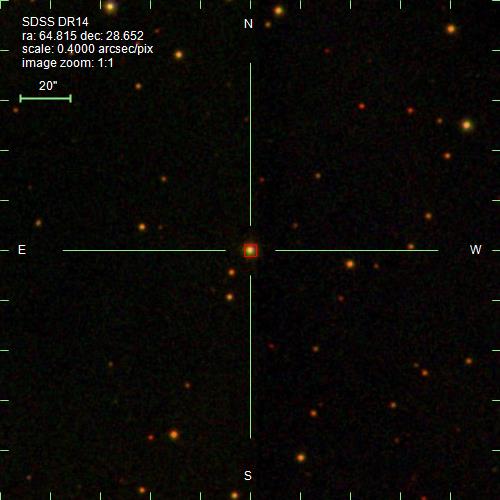 SDSS DR14
ra: 64.815 dec: 28.652
scale: 0.4000 arcsec/pix
image zoom: 1:1
20"
N
E
W
S